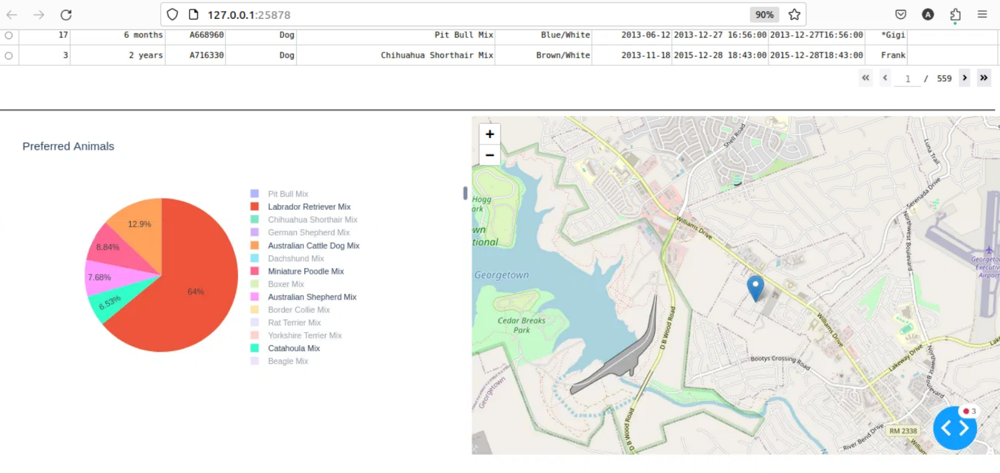 127.0.0.1:25878 90% A
17 6 months A668960 Dog Pit Bull Mix Blue/White 2013-06-12 2013-12-27 16:56:00 2013-12-27T16:56:00 *Gigi
3 2 years A716330 Dog Chihuahua Shorthair Mix Brown/White 2013-11-18 2015-12-28 18:43:00 2015-12-28T18:43:00 Frank
« ‹ 1 / 559 › »
Preferred Animals
12.9%
8.84%
7.68%
6.53%
64%
Pit Bull Mix
Labrador Retriever Mix
Chihuahua Shorthair Mix
German Shepherd Mix
Australian Cattle Dog Mix
Dachshund Mix
Miniature Poodle Mix
Boxer Mix
Australian Shepherd Mix
Border Collie Mix
Rat Terrier Mix
Yorkshire Terrier Mix
Catahoula Mix
Beagle Mix
+
−
Shell Road
Luna Trail
Serenada Drive
Hogg
ark
wn
tional
Williams Drive
Northwest Boulevard
Georgeto
Executiv
Airport
Georgetown
Cedar Breaks
Park
D B Wood Road
Williams Drive
Bootys Crossing Road
Lakeway Drive
Lak
Northwest Boulevard
Georgetown
D B Wood Road
River Bend Drive
RM 2338
William
3